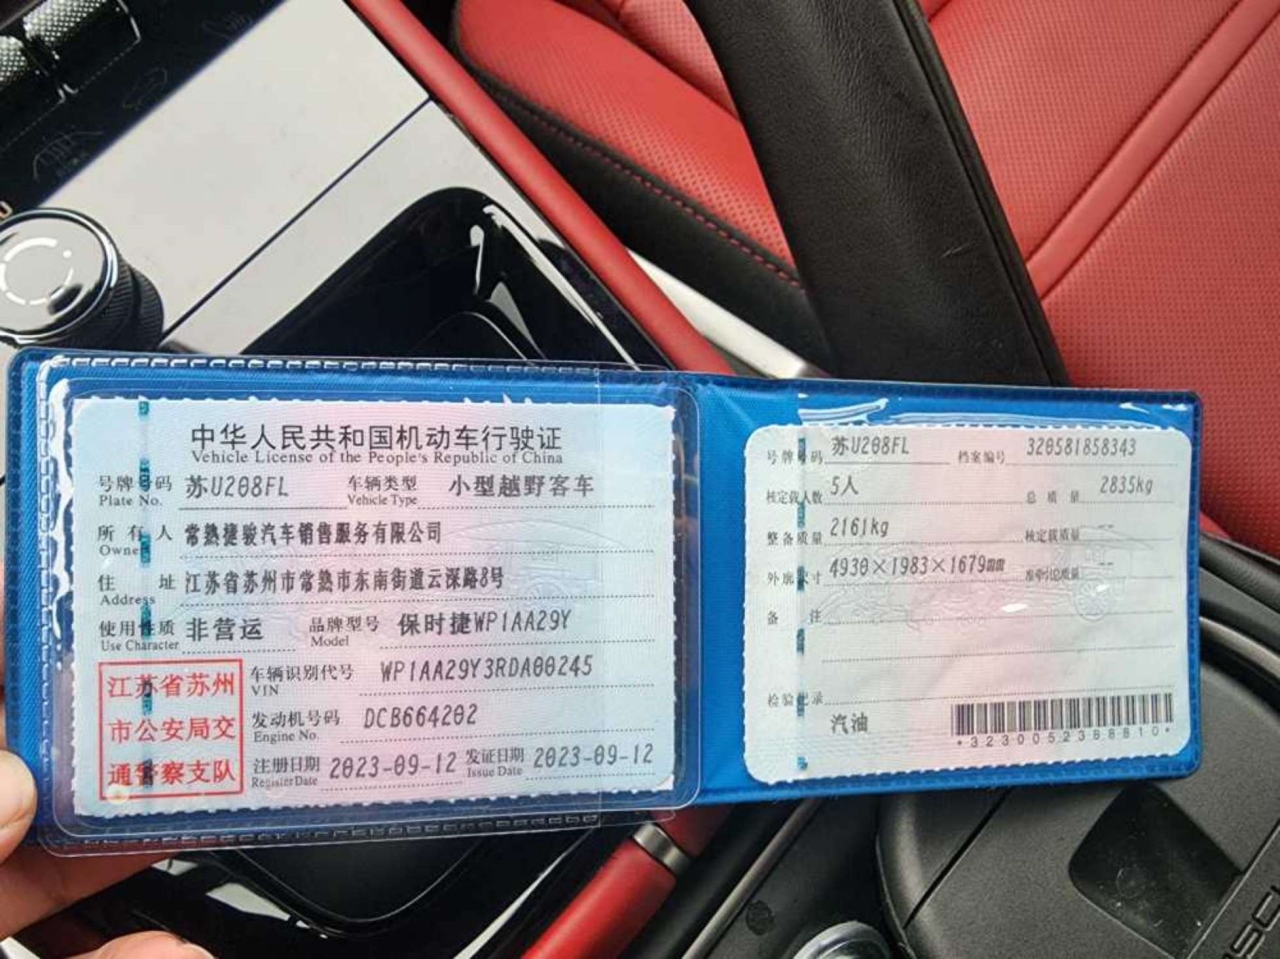 中华人民共和国机动车行驶证
Vehicle License of the People's Republic of China
号牌号码 苏U208FL 车辆类型 小型越野客车
Plate No. Vehicle Type
所有人 常熟捷骏汽车销售服务有限公司
Owner
住址 江苏省苏州市常熟市东南街道云深路8号
Address
使用性质 非营运 品牌型号 保时捷WP1AA29Y
Use Character Model
江苏省苏州
市公安局交
通警察支队
车辆识别代号 WP1AA29Y3RDA00245
VIN
发动机号码 DCB664202
Engine No.
注册日期 2023-09-12 发证日期 2023-09-12
Register Date Issue Date
号牌号码 苏U208FL 档案编号 320581858343
核定载人数 5人 总质量 2835kg
整备质量 2161kg 核定载质量 --
外廓尺寸 4930×1983×1679mm 准牵引总质量 --
备注
检验记录
汽油
*3230052388810*